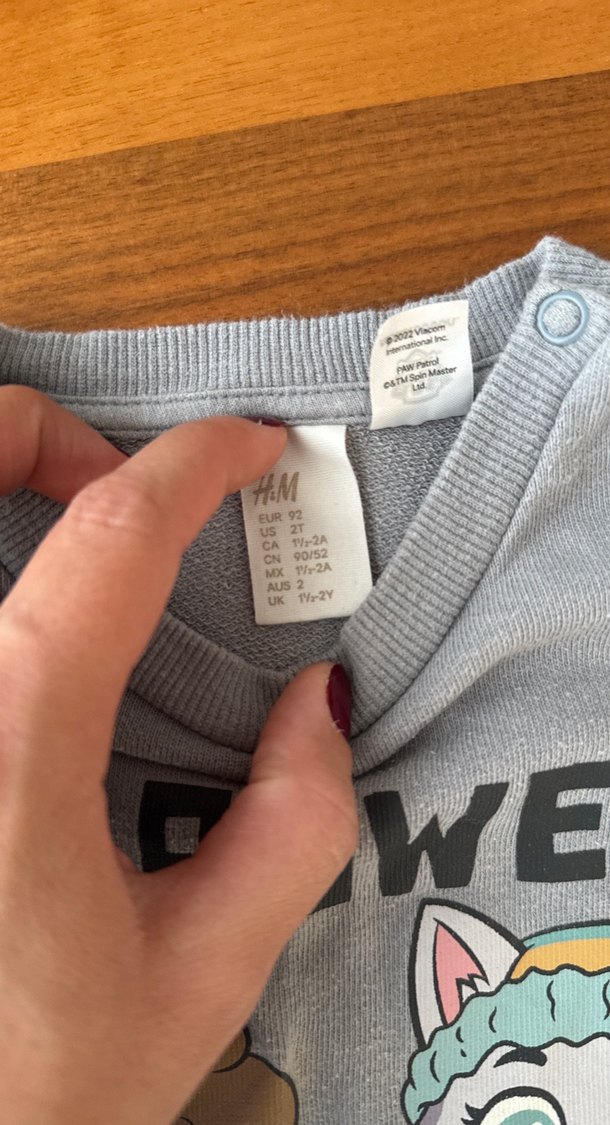 © 2022 Viacom
International Inc.
PAW Patrol
©&TM Spin Master
Ltd.
H&M
EUR 92
US 2T
CA 1½-2A
CN 90/52
MX 1½-2A
AUS 2
UK 1½-2Y